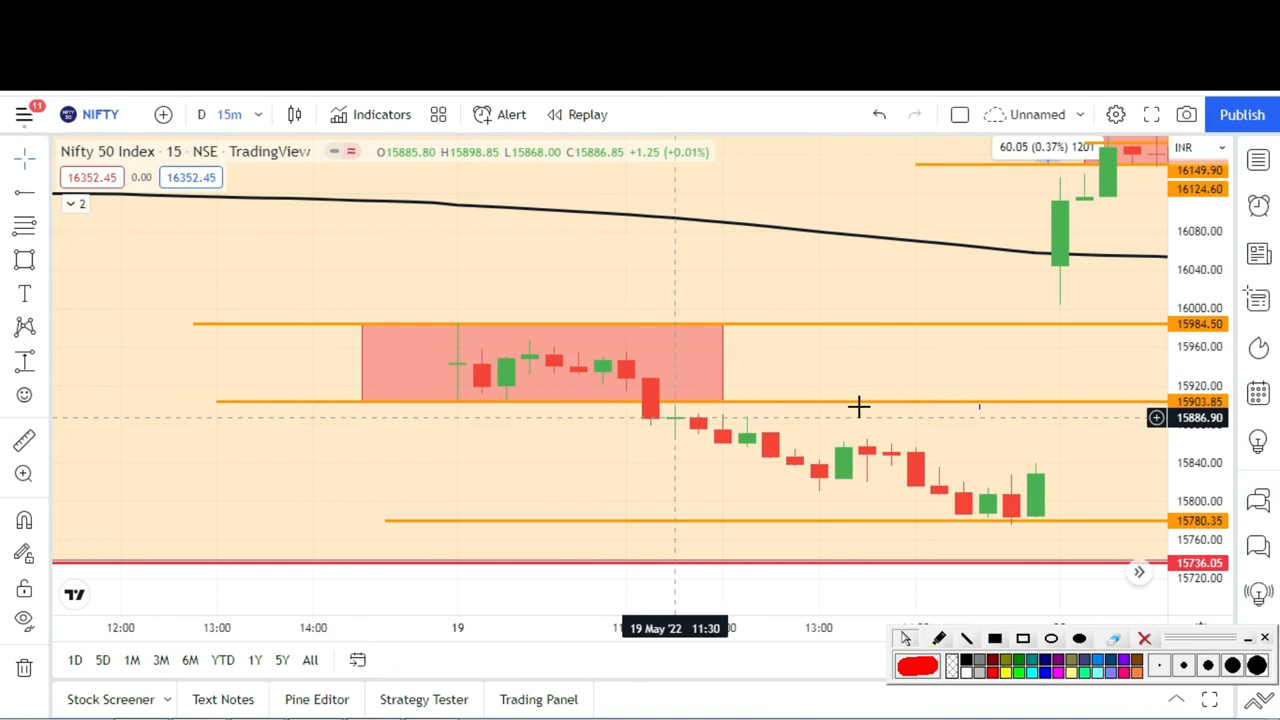 11
NIFTY
D 15m
Indicators
Alert
Replay
Unnamed
Publish
Nifty 50 Index · 15 · NSE · TradingView
O15885.80 H15898.85 L15868.00 C15886.85 +1.25 (+0.01%)
60.05 (0.37%) 1201
INR
16352.45 0.00 16352.45
2
16149.90
16124.60
16080.00
16040.00
16000.00
15984.50
15960.00
15920.00
15903.85
15886.90
15840.00
15800.00
15780.35
15760.00
15736.05
15720.00
12:00 13:00 14:00 19 19 May '22 11:30 13:00
1D 5D 1M 3M 6M YTD 1Y 5Y All
Stock Screener Text Notes Pine Editor Strategy Tester Trading Panel